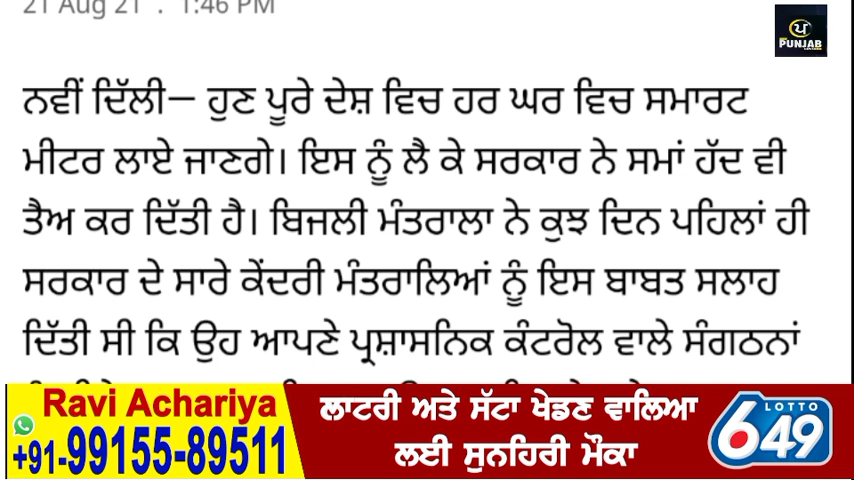 21 Aug 21 . 1:46 PM
ਪ
PUNJAB
ਨਵੀਂ ਦਿੱਲੀ— ਹੁਣ ਪੂਰੇ ਦੇਸ਼ ਵਿਚ ਹਰ ਘਰ ਵਿਚ ਸਮਾਰਟ
ਮੀਟਰ ਲਾਏ ਜਾਣਗੇ। ਇਸ ਨੂੰ ਲੈ ਕੇ ਸਰਕਾਰ ਨੇ ਸਮਾਂ ਹੱਦ ਵੀ
ਤੈਅ ਕਰ ਦਿੱਤੀ ਹੈ। ਬਿਜਲੀ ਮੰਤਰਾਲਾ ਨੇ ਕੁਝ ਦਿਨ ਪਹਿਲਾਂ ਹੀ
ਸਰਕਾਰ ਦੇ ਸਾਰੇ ਕੇਂਦਰੀ ਮੰਤਰਾਲਿਆਂ ਨੂੰ ਇਸ ਬਾਬਤ ਸਲਾਹ
ਦਿੱਤੀ ਸੀ ਕਿ ਉਹ ਆਪਣੇ ਪ੍ਰਸ਼ਾਸਨਿਕ ਕੰਟਰੋਲ ਵਾਲੇ ਸੰਗਠਨਾਂ
Ravi Achariya
+91-99155-89511
ਲਾਟਰੀ ਅਤੇ ਸੱਟਾ ਖੇਡਣ ਵਾਲਿਆ
ਲਈ ਸੁਨਹਿਰੀ ਮੌਕਾ
LOTTO
649